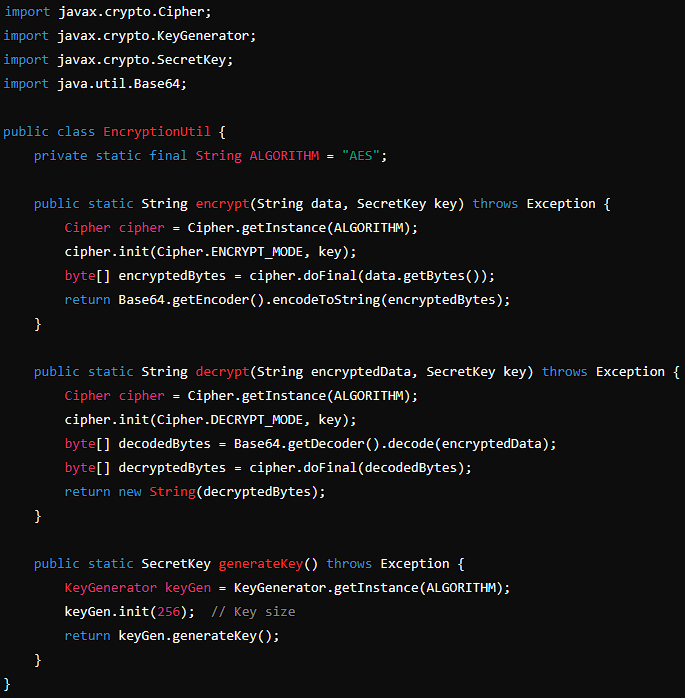 import javax.crypto.Cipher;
import javax.crypto.KeyGenerator;
import javax.crypto.SecretKey;
import java.util.Base64;

public class EncryptionUtil {
    private static final String ALGORITHM = "AES";

    public static String encrypt(String data, SecretKey key) throws Exception {
        Cipher cipher = Cipher.getInstance(ALGORITHM);
        cipher.init(Cipher.ENCRYPT_MODE, key);
        byte[] encryptedBytes = cipher.doFinal(data.getBytes());
        return Base64.getEncoder().encodeToString(encryptedBytes);
    }

    public static String decrypt(String encryptedData, SecretKey key) throws Exception {
        Cipher cipher = Cipher.getInstance(ALGORITHM);
        cipher.init(Cipher.DECRYPT_MODE, key);
        byte[] decodedBytes = Base64.getDecoder().decode(encryptedData);
        byte[] decryptedBytes = cipher.doFinal(decodedBytes);
        return new String(decryptedBytes);
    }

    public static SecretKey generateKey() throws Exception {
        KeyGenerator keyGen = KeyGenerator.getInstance(ALGORITHM);
        keyGen.init(256);  // Key size
        return keyGen.generateKey();
    }
}